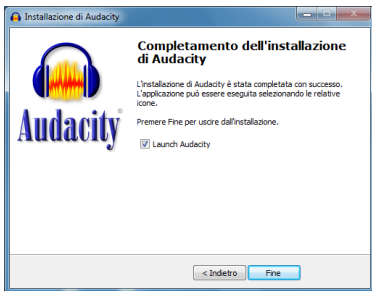 Installazione di Audacity
Completamento dell'installazione
di Audacity
L'installazione di Audacity è stata completata con successo.
L'applicazione può essere eseguita selezionando le relative
icone.
Premere Fine per uscire dall'installazione.
Launch Audacity
Audacity
< Indietro
Fine